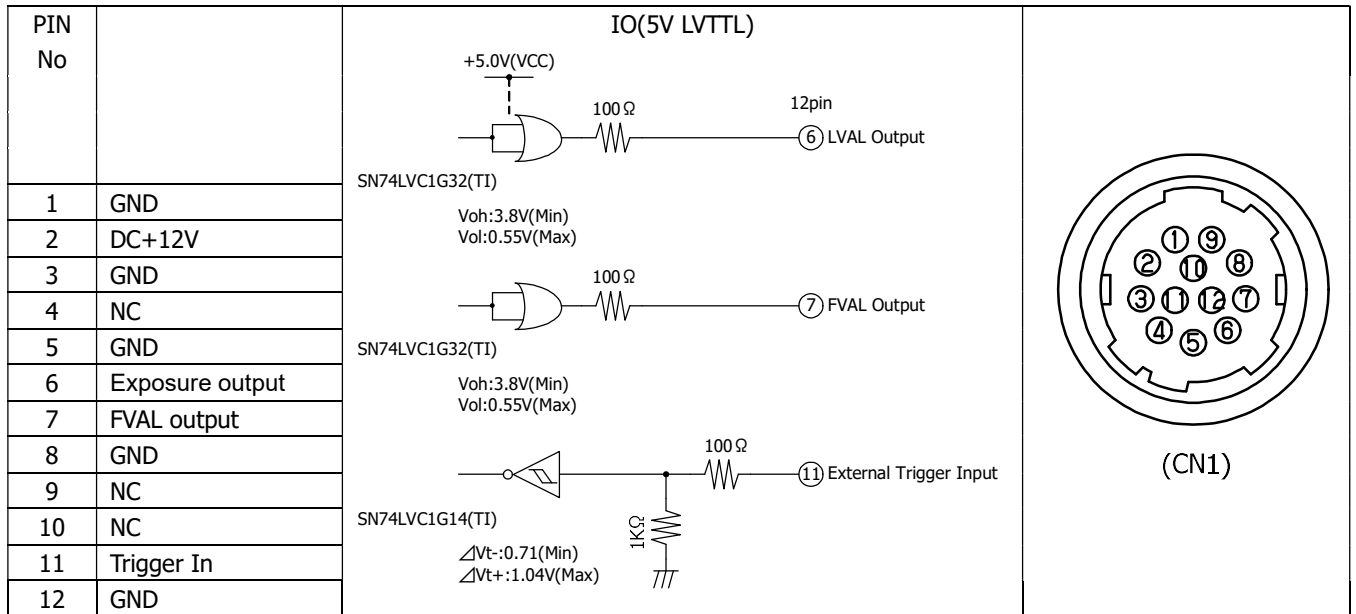 PIN No
IO(5V LVTTL)
+5.0V(VCC)
100Ω
12pin
6 LVAL Output
SN74LVC1G32(TI)
Voh:3.8V(Min)
Vol:0.55V(Max)
100Ω
7 FVAL Output
SN74LVC1G32(TI)
Voh:3.8V(Min)
Vol:0.55V(Max)
100Ω
11 External Trigger Input
SN74LVC1G14(TI)
1KΩ
⊿Vt-:0.71(Min)
⊿Vt+:1.04V(Max)
1 GND
2 DC+12V
3 GND
4 NC
5 GND
6 Exposure output
7 FVAL output
8 GND
9 NC
10 NC
11 Trigger In
12 GND
1 9
2 10 8
3 11 12 7
4 5 6
(CN1)